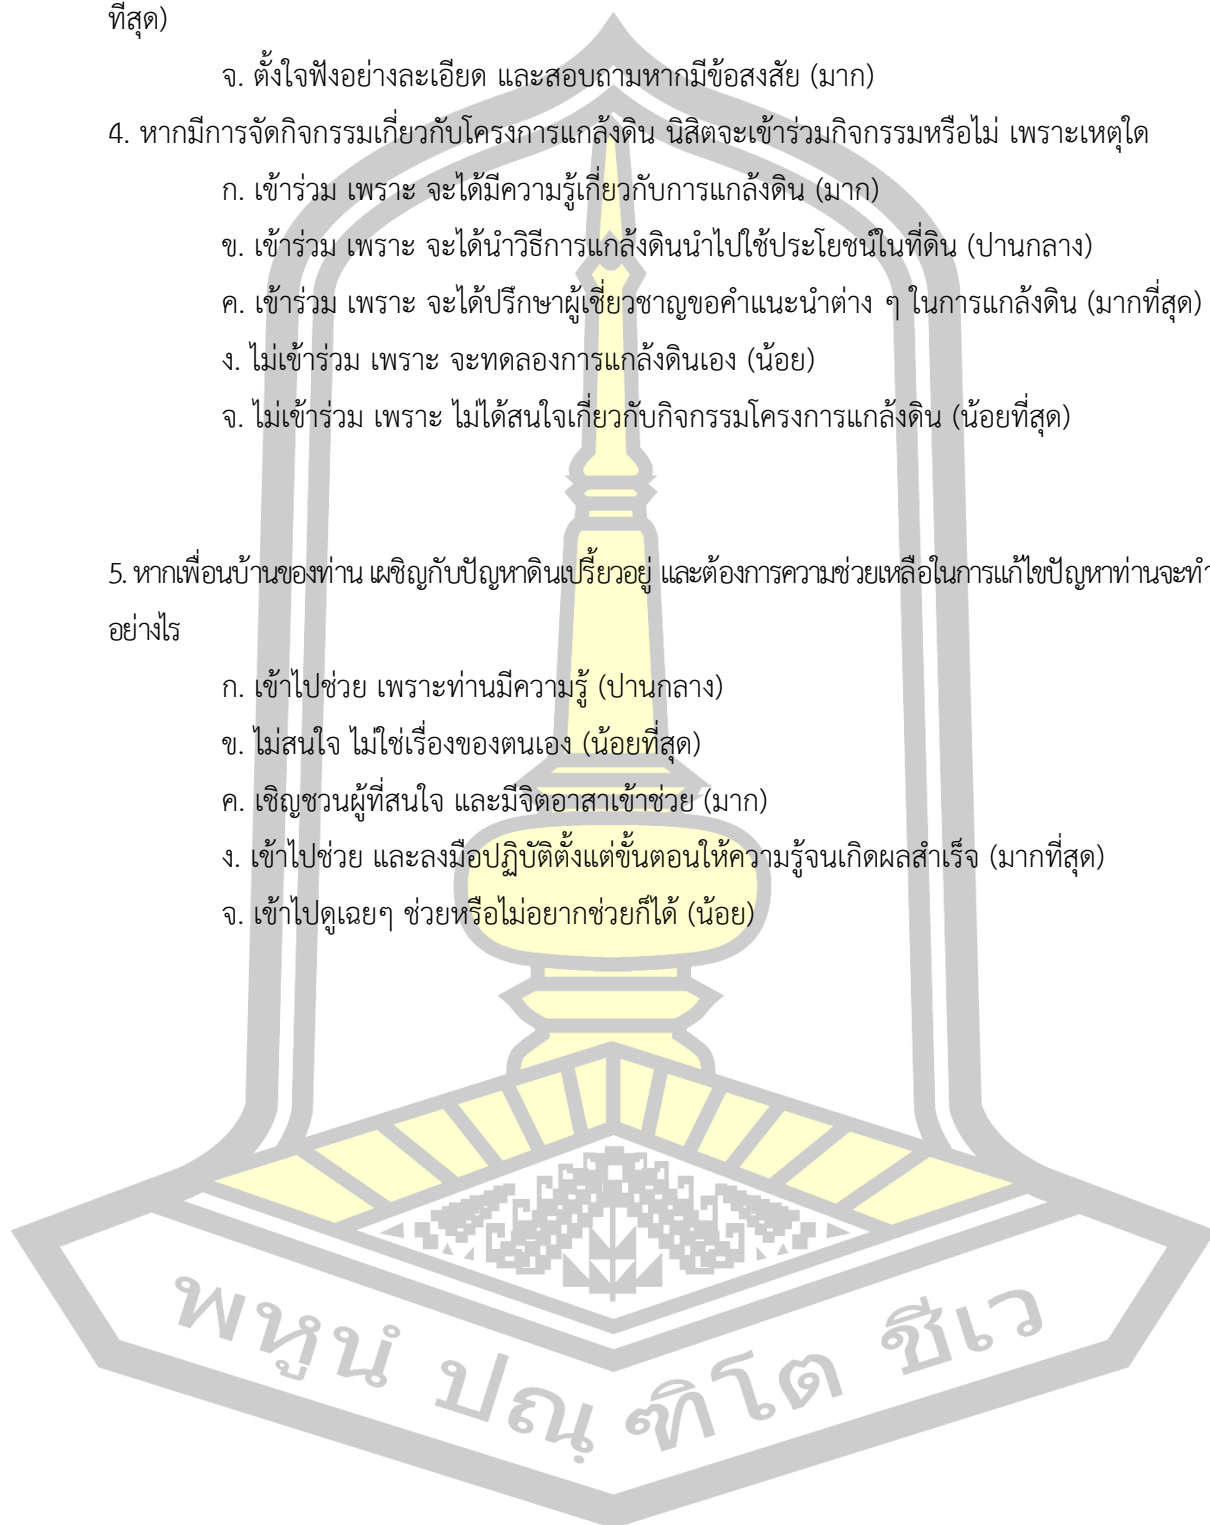 ที่สุด)
จ. ตั้งใจฟังอย่างละเอียด และสอบถามหากมีข้อสงสัย (มาก)
4. หากมีการจัดกิจกรรมเกี่ยวกับโครงการแกล้งดิน นิสิตจะเข้าร่วมกิจกรรมหรือไม่ เพราะเหตุใด
ก. เข้าร่วม เพราะ จะได้มีความรู้เกี่ยวกับการแกล้งดิน (มาก)
ข. เข้าร่วม เพราะ จะได้นำวิธีการแกล้งดินนำไปใช้ประโยชน์ในที่ดิน (ปานกลาง)
ค. เข้าร่วม เพราะ จะได้ปรึกษาผู้เชี่ยวชาญขอคำแนะนำต่าง ๆ ในการแกล้งดิน (มากที่สุด)
ง. ไม่เข้าร่วม เพราะ จะทดลองการแกล้งดินเอง (น้อย)
จ. ไม่เข้าร่วม เพราะ ไม่ได้สนใจเกี่ยวกับกิจกรรมโครงการแกล้งดิน (น้อยที่สุด)
5. หากเพื่อนบ้านของท่าน เผชิญกับปัญหาดินเปรี้ยวอยู่ และต้องการความช่วยเหลือในการแก้ไขปัญหาท่านจะทำ
อย่างไร
ก. เข้าไปช่วย เพราะท่านมีความรู้ (ปานกลาง)
ข. ไม่สนใจ ไม่ใช่เรื่องของตนเอง (น้อยที่สุด)
ค. เชิญชวนผู้ที่สนใจ และมีจิตอาสาเข้าช่วย (มาก)
ง. เข้าไปช่วย และลงมือปฏิบัติตั้งแต่ขั้นตอนให้ความรู้จนเกิดผลสำเร็จ (มากที่สุด)
จ. เข้าไปดูเฉยๆ ช่วยหรือไม่อยากช่วยก็ได้ (น้อย)
พหูนํ ปณฺฑิโต ชีเว